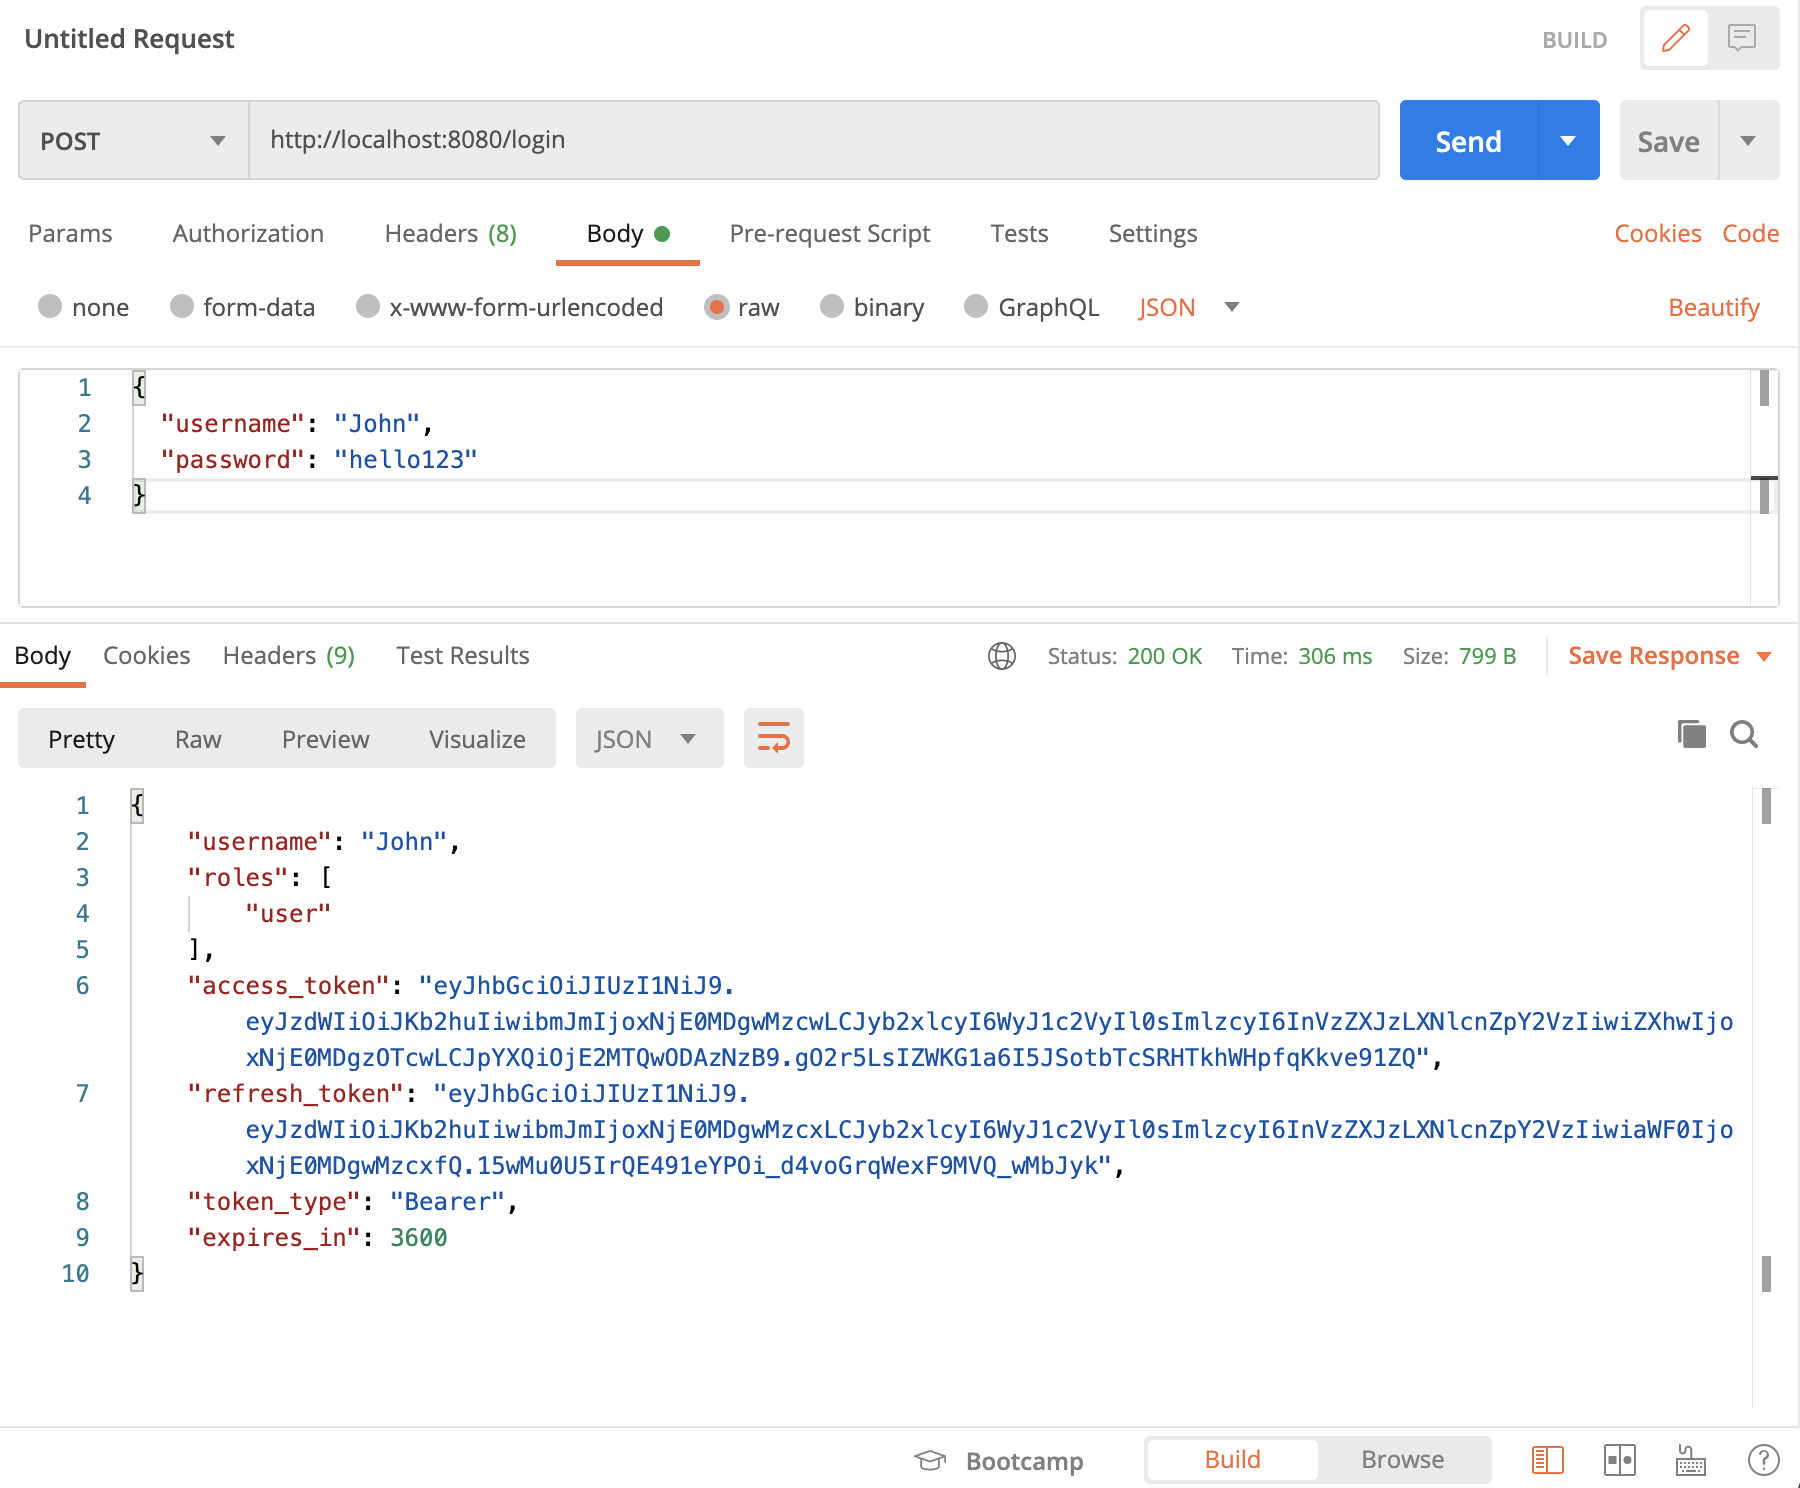 Untitled Request
BUILD
POST
http://localhost:8080/login
Send
Save
Params Authorization Headers (8) Body Pre-request Script Tests Settings Cookies Code
none form-data x-www-form-urlencoded raw binary GraphQL JSON Beautify
1 {
2 "username": "John",
3 "password": "hello123"
4 }
Body Cookies Headers (9) Test Results Status: 200 OK Time: 306 ms Size: 799 B Save Response
Pretty Raw Preview Visualize JSON
1 {
2 "username": "John",
3 "roles": [
4 "user"
5 ],
6 "access_token": "eyJhbGciOiJIUzI1NiJ9.
eyJzdWIiOiJKb2huIiwibmJmIjoxNjE0MDgwMzcwLCJyb2xlcyI6WyJ1c2VyIl0sImlzcyI6InVzZXJzLXNlcnZpY2VzIiwiZXhwIjo
xNjE0MDgzOTcwLCJpYXQiOjE2MTQwODAzNzB9.gO2r5LsIZWKG1a6I5JSotbTcSRHTkhWHpfqKkve91ZQ",
7 "refresh_token": "eyJhbGciOiJIUzI1NiJ9.
eyJzdWIiOiJKb2huIiwibmJmIjoxNjE0MDgwMzcxLCJyb2xlcyI6WyJ1c2VyIl0sImlzcyI6InVzZXJzLXNlcnZpY2VzIiwiaWF0Ijo
xNjE0MDgwMzcxfQ.15wMu0U5IrQE491eYPOi_d4voGrqWexF9MVQ_wMbJyk",
8 "token_type": "Bearer",
9 "expires_in": 3600
10 }
Bootcamp Build Browse